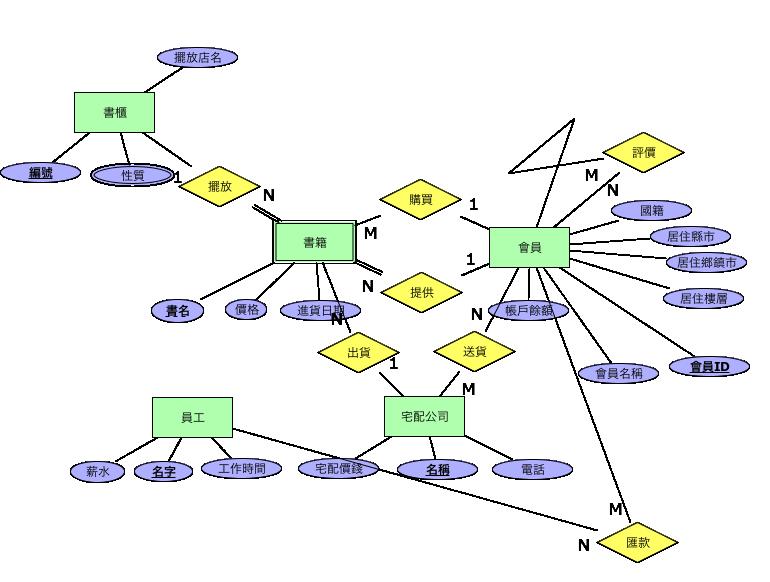 擺放店名
書櫃
編號
性質
1
擺放
N
評價
M
N
購買
1
M
國籍
居住縣市
居住鄉鎮市
居住樓層
會員
書籍
1
N
提供
書名
價格
進貨日期
N
帳戶餘額
N
出貨
1
送貨
M
會員名稱
會員ID
員工
宅配公司
薪水
名字
工作時間
宅配價錢
名稱
電話
M
N
匯款